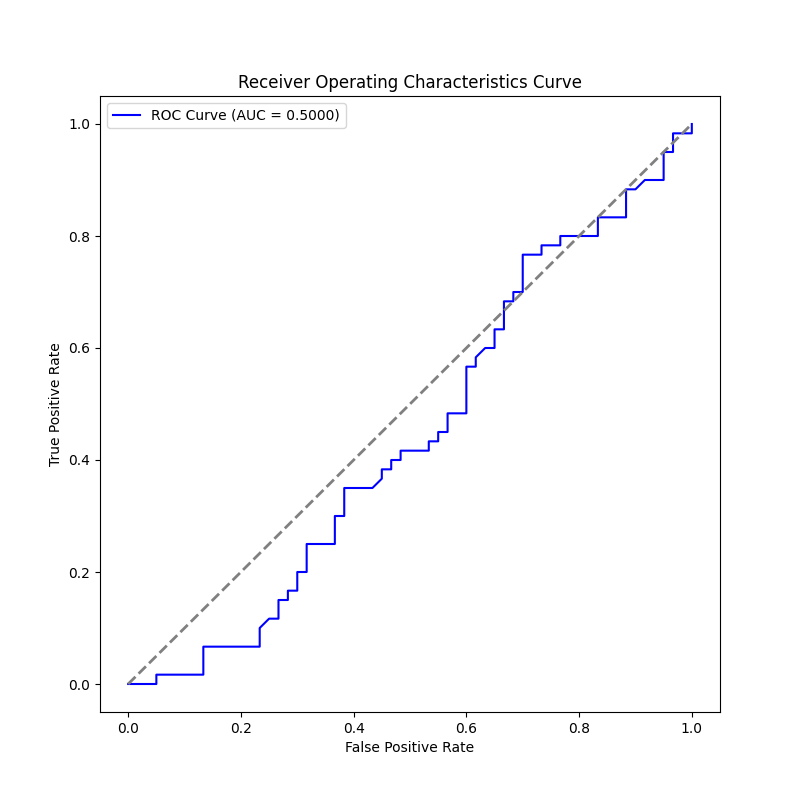 Receiver Operating Characteristics Curve
ROC Curve (AUC = 0.5000)
1.0
0.8
0.6
0.4
0.2
0.0
True Positive Rate
0.0 0.2 0.4 0.6 0.8 1.0
False Positive Rate